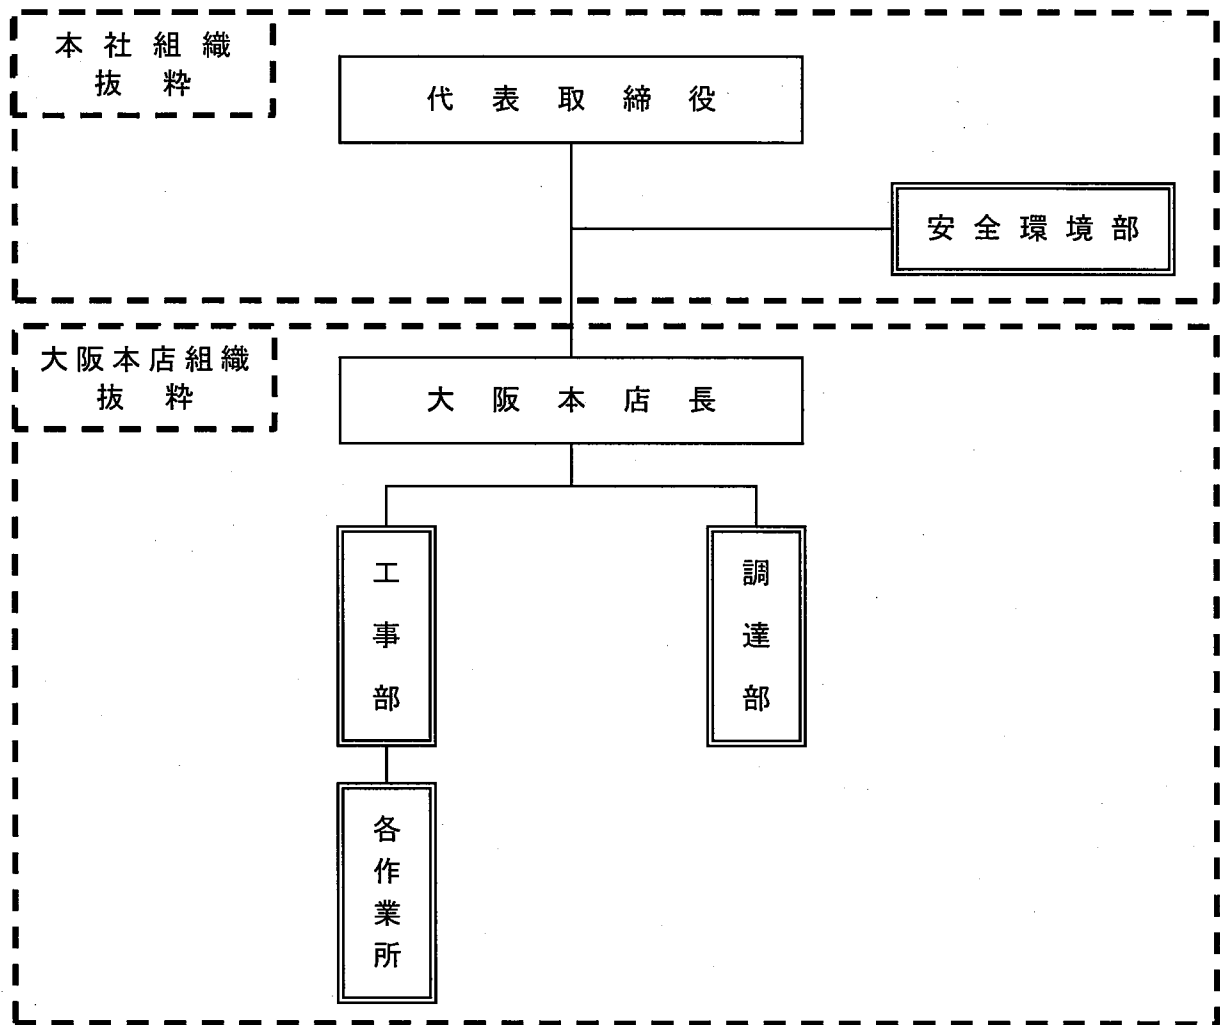 本社組織
抜粋
代表取締役
安全環境部
大阪本店組織
抜粋
大阪本店長
工事部
調達部
各作業所